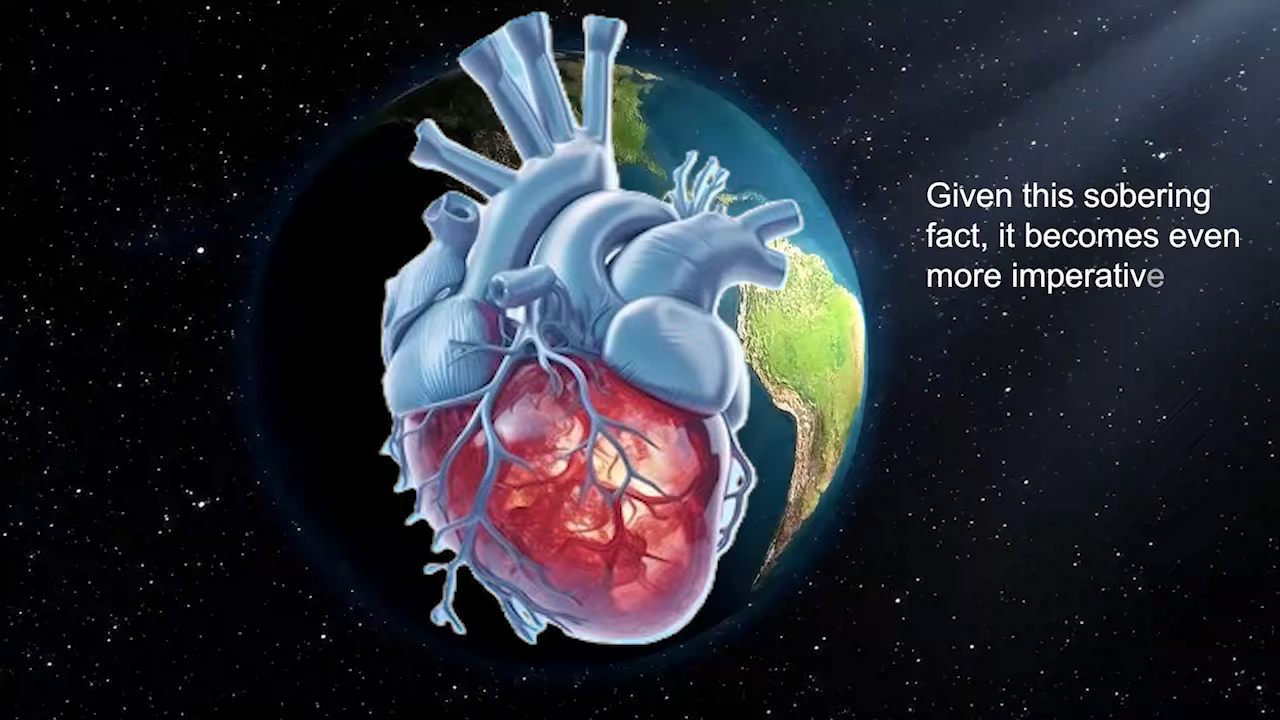 Given this sobering
fact, it becomes even
more imperative